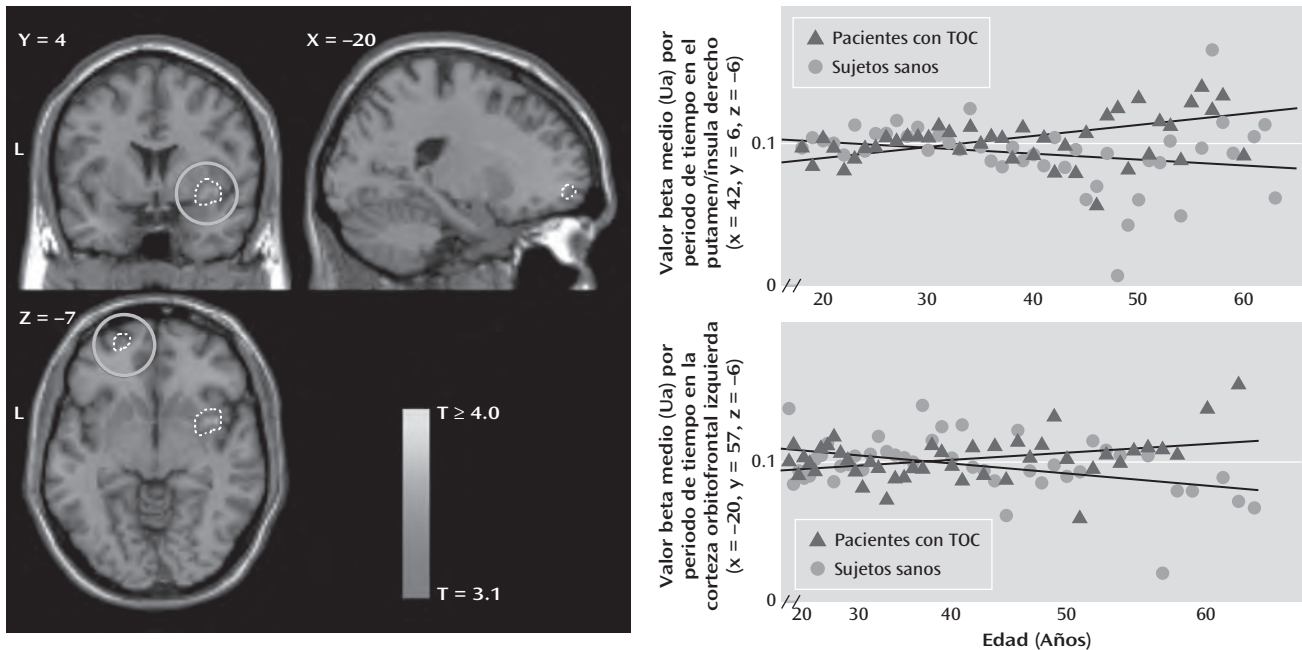 Y = 4
X = –20
L
Z = –7
L
T ≥ 4.0
T = 3.1
Valor beta medio (Ua) por
periodo de tiempo en el
putamen/ínsula derecho
(x = 42, y = 6, z = –6)
Pacientes con TOC
Sujetos sanos
0.1
0
20 30 40 50 60
Valor beta medio (Ua) por
periodo de tiempo en la
corteza orbitofrontal izquierda
(x = –20, y = 57, z = –6)
0.1
Pacientes con TOC
Sujetos sanos
0
20 30 40 50 60
Edad (Años)